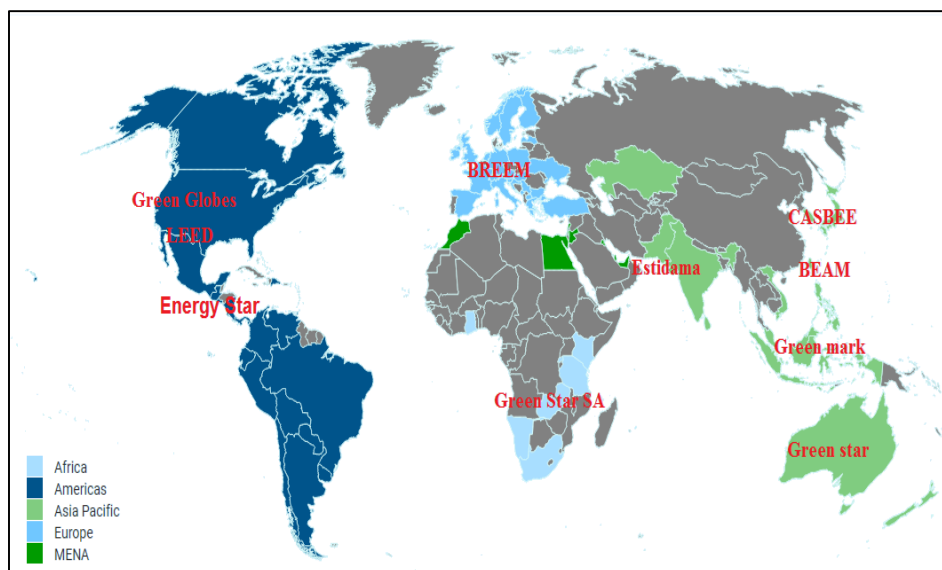 BREEM
Green Globes
CASBEE
LEED
Estidama
BEAM
Energy Star
Green mark
Green Star SA
Green star
Africa
Americas
Asia Pacific
Europe
MENA